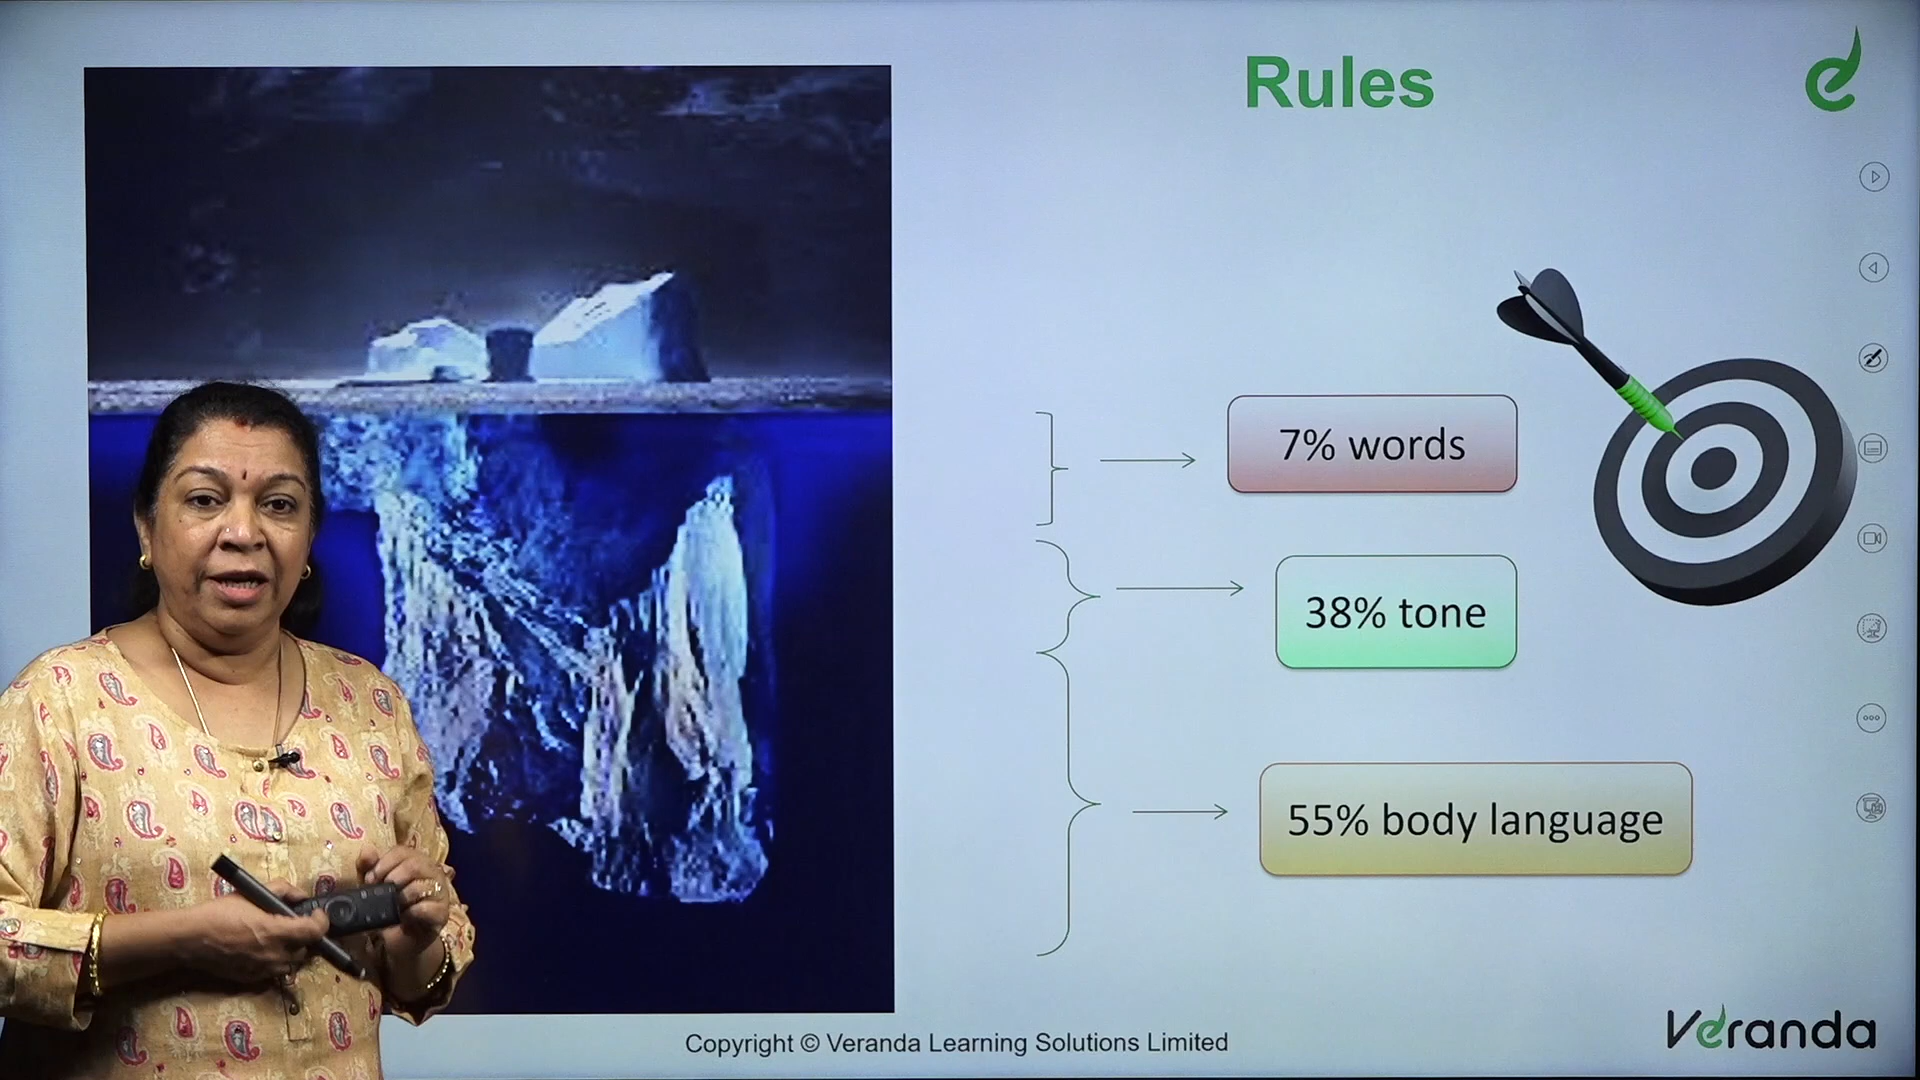 Rules
7% words
38% tone
55% body language
Veranda
Copyright © Veranda Learning Solutions Limited